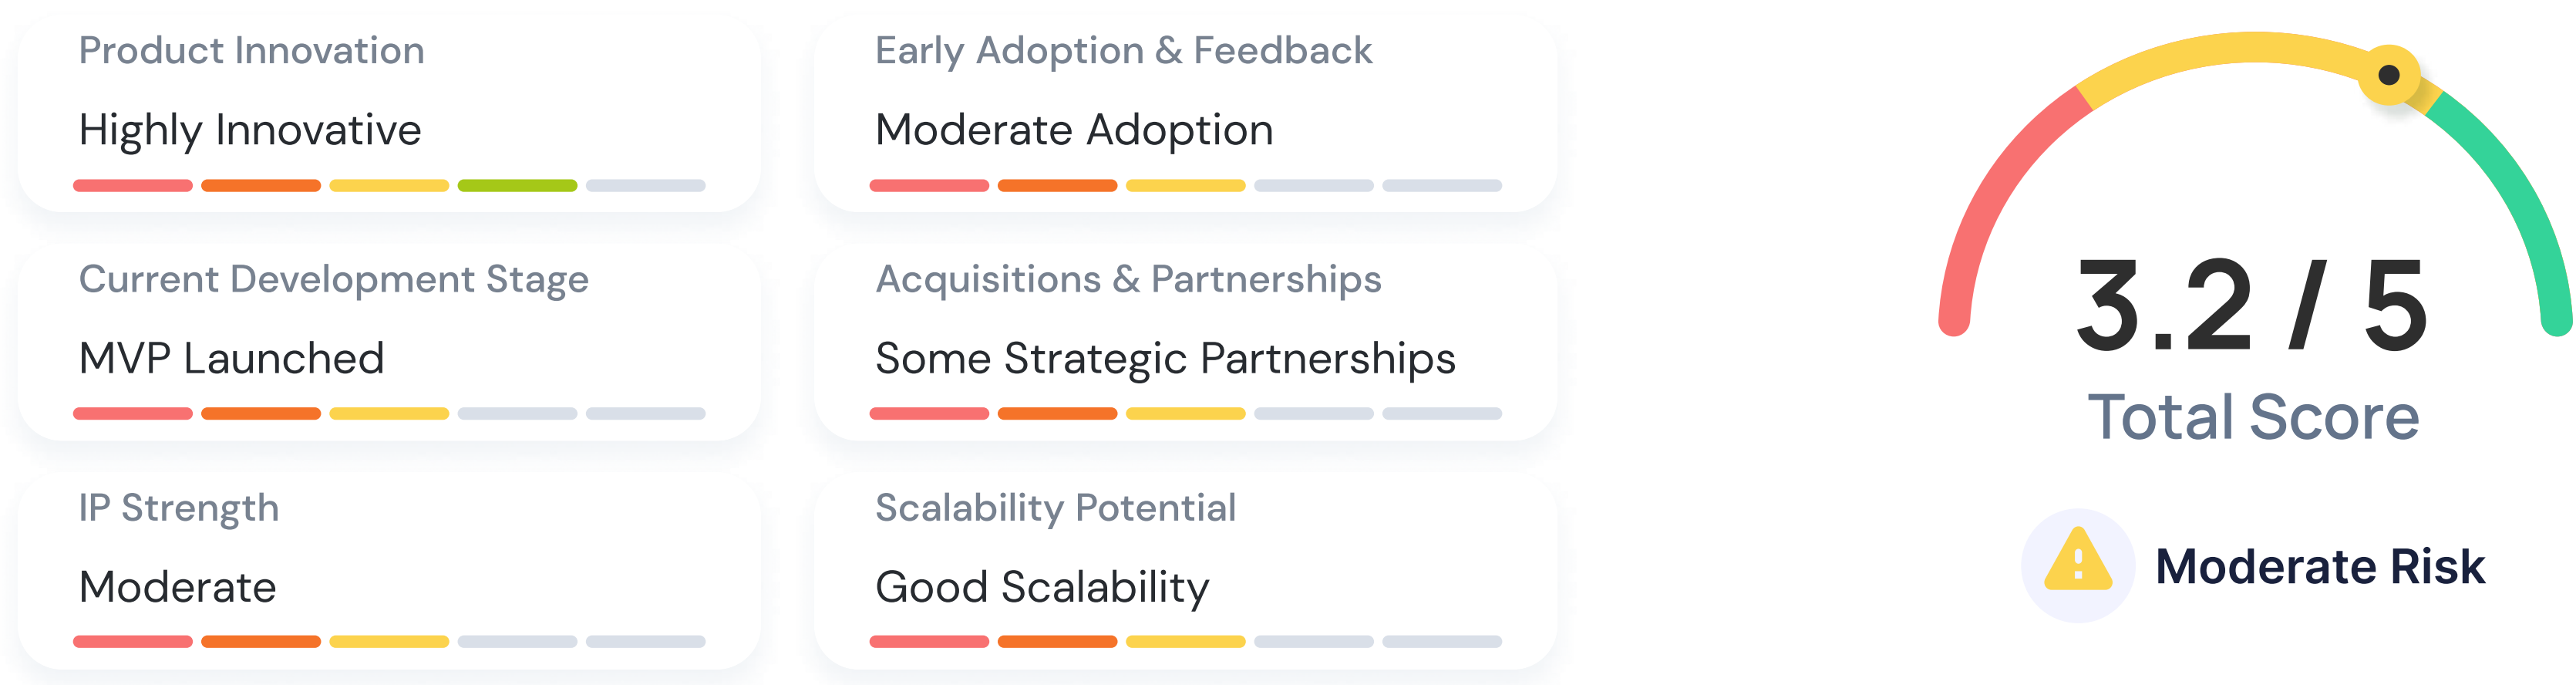 Product Innovation
Highly Innovative
Early Adoption & Feedback
Moderate Adoption
Current Development Stage
MVP Launched
Acquisitions & Partnerships
Some Strategic Partnerships
IP Strength
Moderate
Scalability Potential
Good Scalability
3.2 / 5
Total Score
Moderate Risk